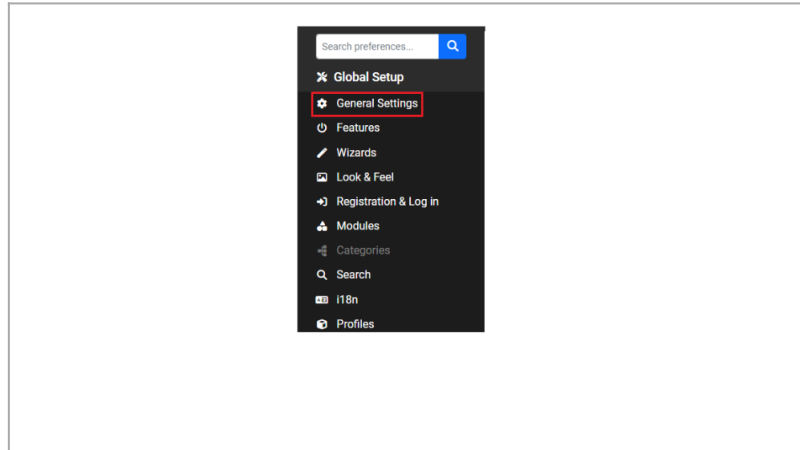 Search preferences...
Global Setup
General Settings
Features
Wizards
Look & Feel
Registration & Log in
Modules
Categories
Search
i18n
Profiles